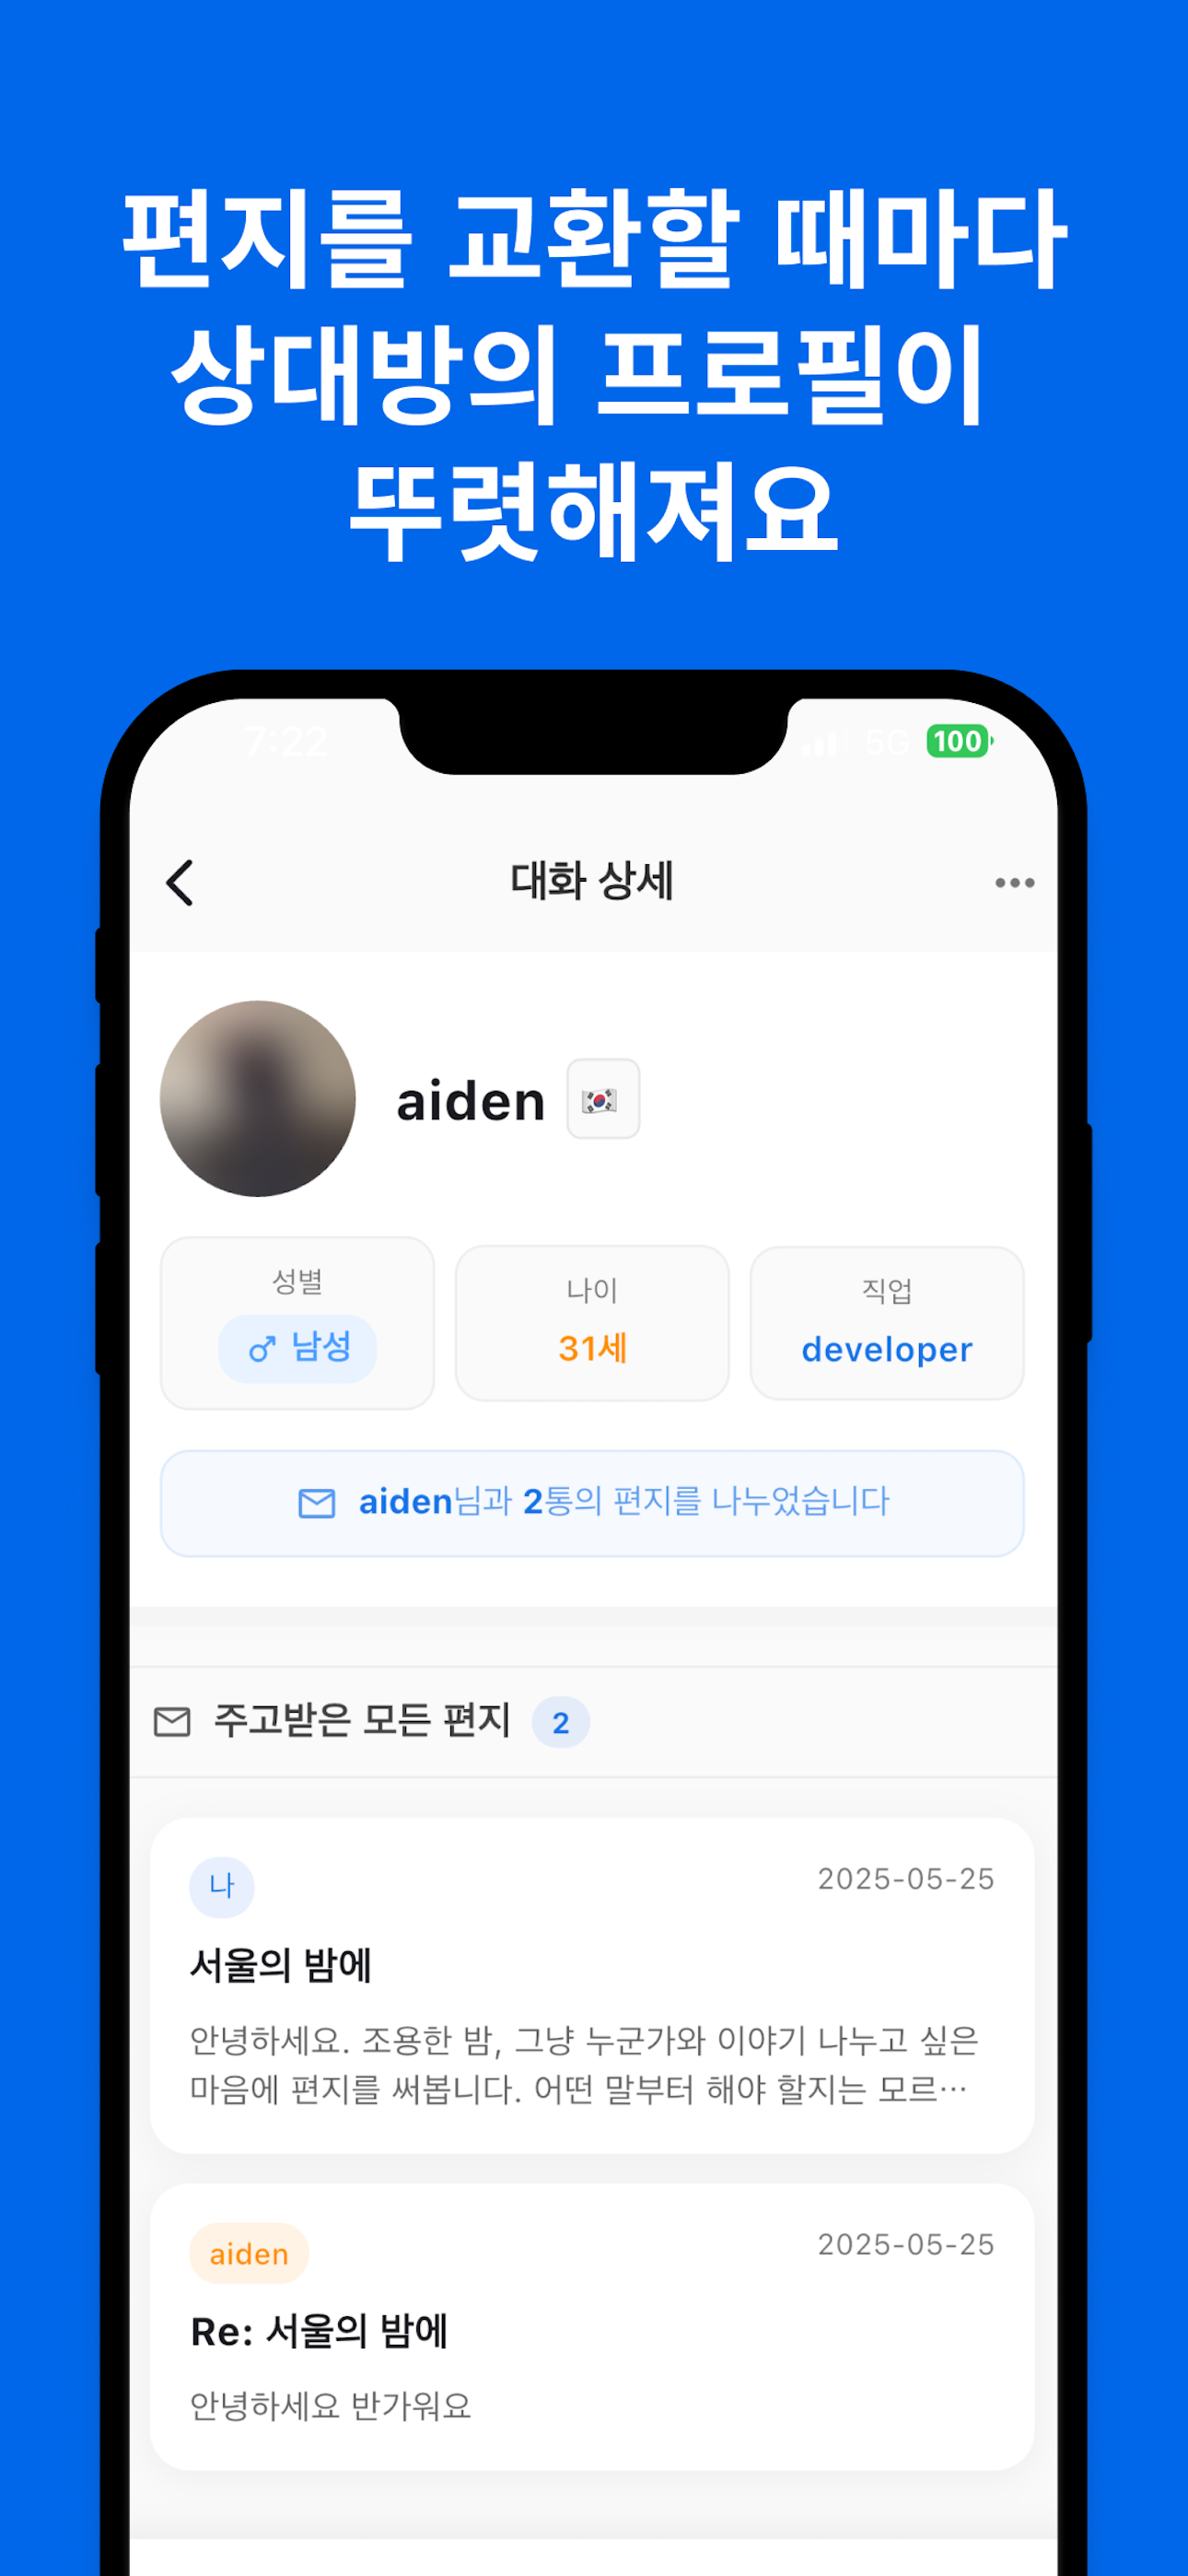 편지를 교환할 때마다
상대방의 프로필이
뚜렷해져요
7:22 5G 100
대화 상세
aiden
성별 나이 직업
남성 31세 developer
aiden님과 2통의 편지를 나누었습니다
주고받은 모든 편지 2
나 2025-05-25
서울의 밤에
안녕하세요. 조용한 밤, 그냥 누군가와 이야기 나누고 싶은
마음에 편지를 써봅니다. 어떤 말부터 해야 할지는 모르…
aiden 2025-05-25
Re: 서울의 밤에
안녕하세요 반가워요